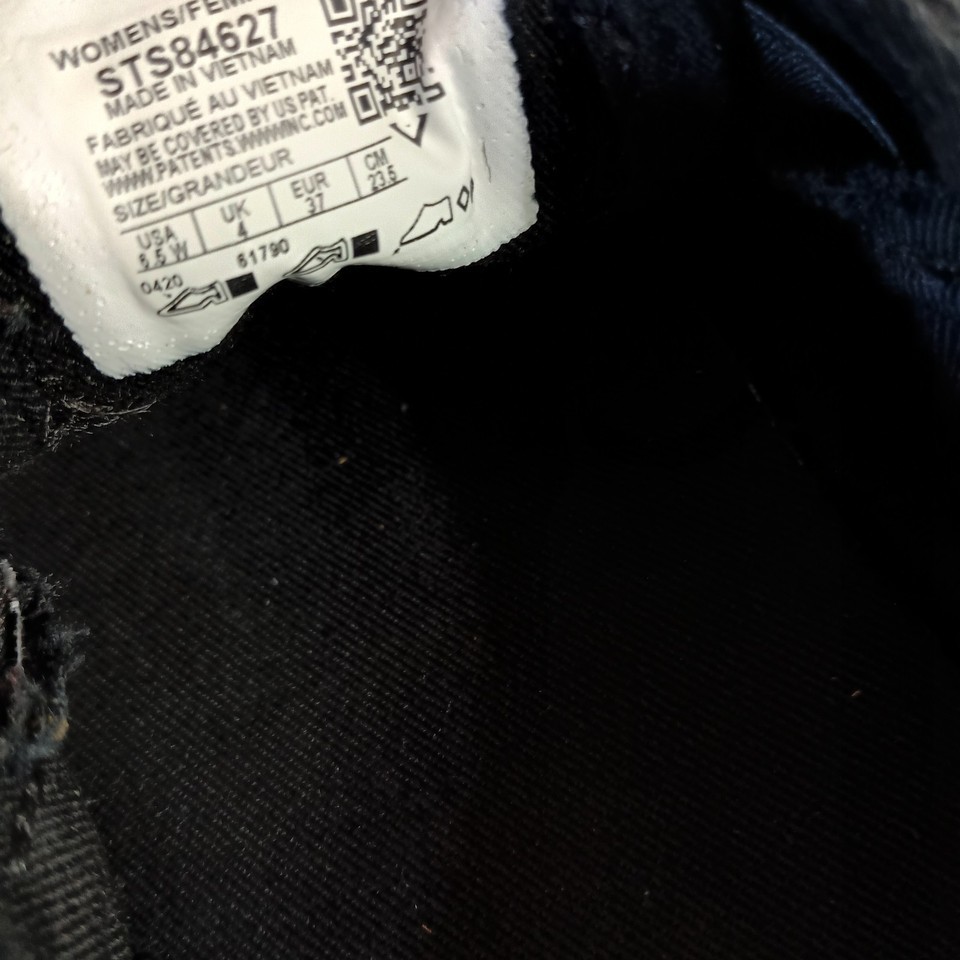 WOMENS/FEM
STS84627
MADE IN VIETNAM
FABRIQUÉ AU VIETNAM
MAY BE COVERED BY US PAT.
WWW.PATENTS.WWWINC.COM
SIZE/GRANDEUR
USA UK EUR CM
6.5 W 4 37 23.5
0420 61790